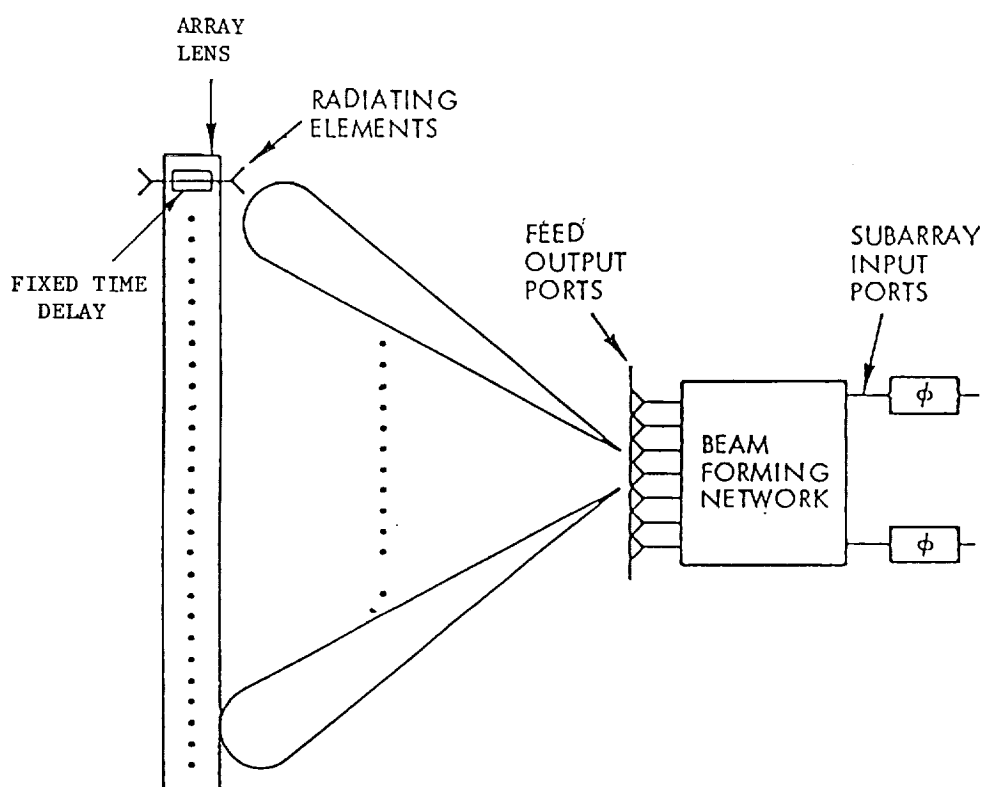 ARRAY
LENS
RADIATING
ELEMENTS
FIXED TIME
DELAY
FEED
OUTPUT
PORTS
SUBARRAY
INPUT
PORTS
BEAM
FORMING
NETWORK
ϕ
ϕ